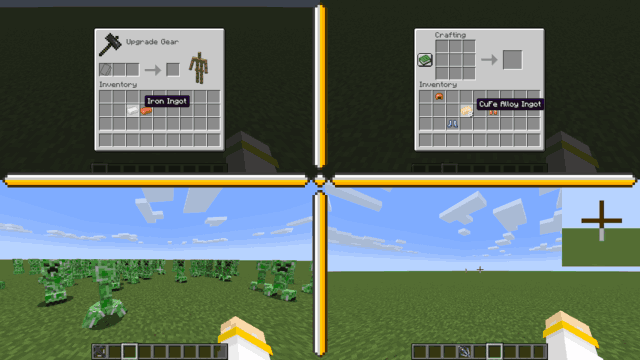 Upgrade Gear
Inventory
Iron Ingot
Crafting
Inventory
CuFe Alloy Ingot